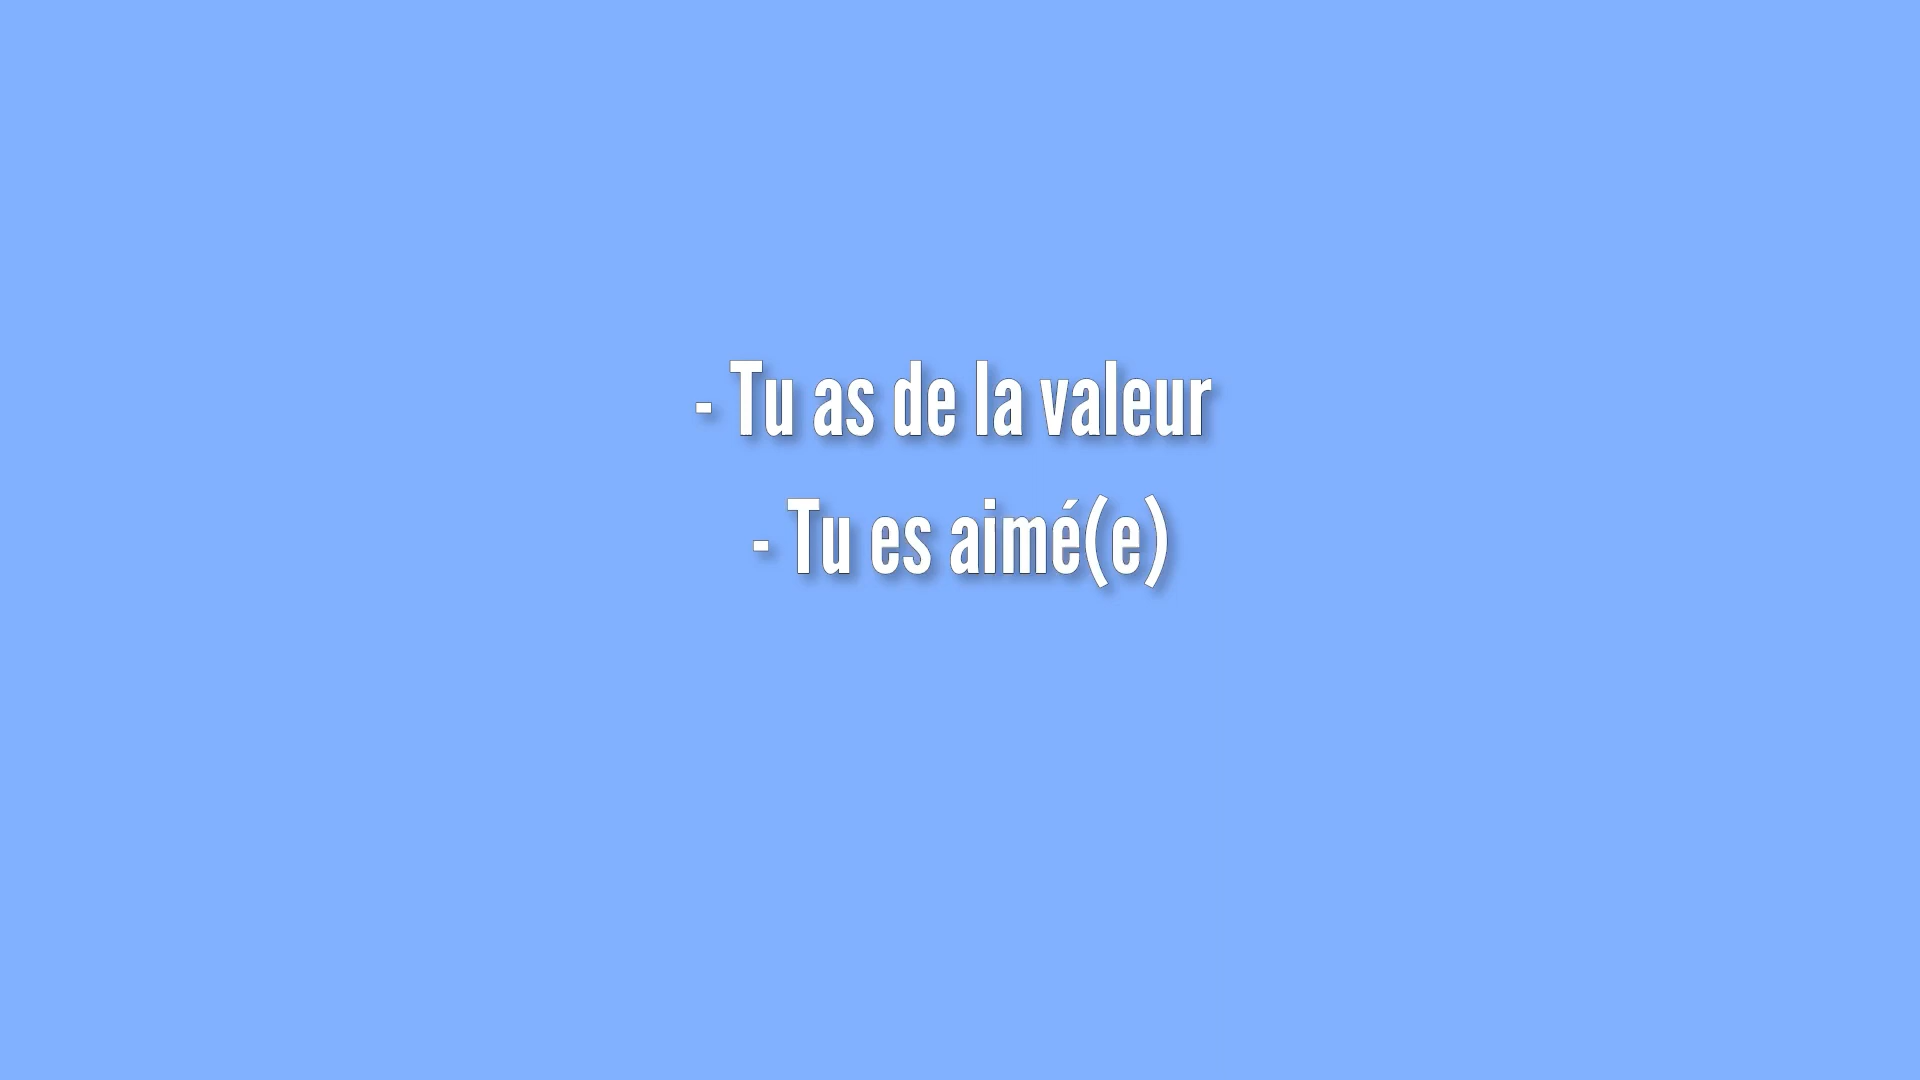 - Tu as de la valeur
- Tu es aimé(e)